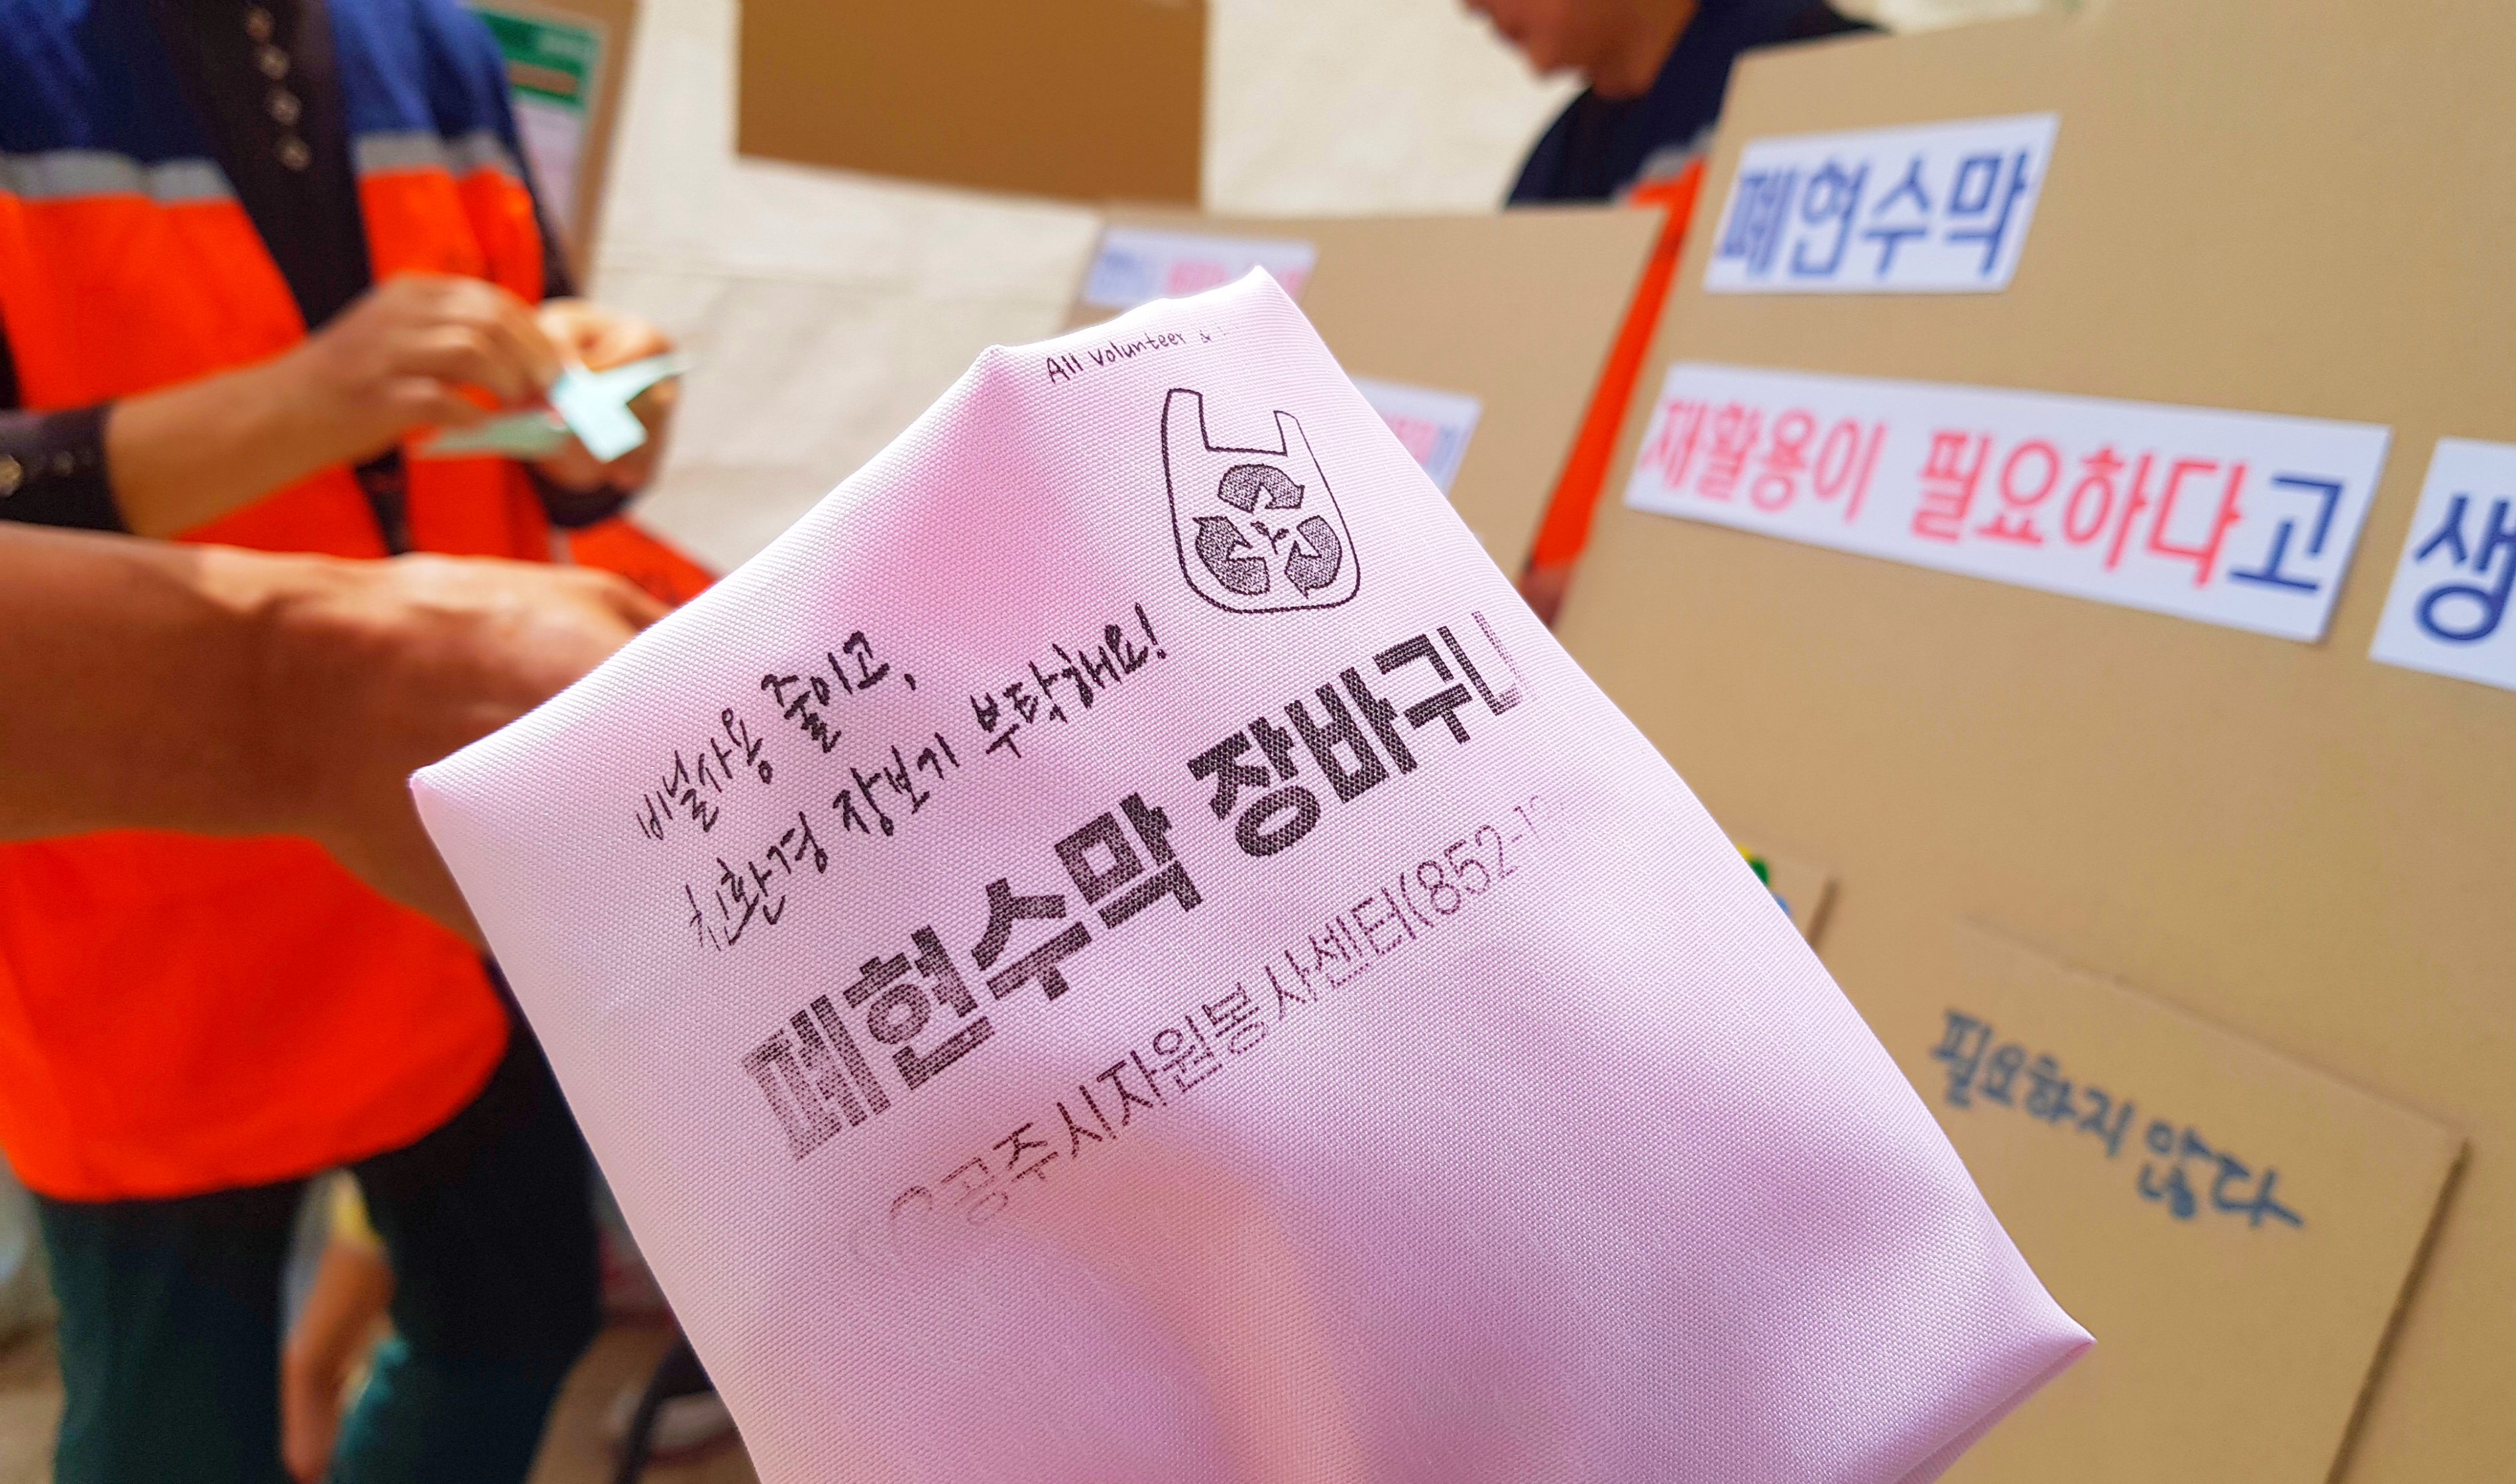 All Volunteer &
비닐사용 줄이고,
친환경 장보기 부탁해요!
폐현수막 장바구니
공주시자원봉사센터(852-1
폐현수막
재활용이 필요하다고
생
필요하지 않다